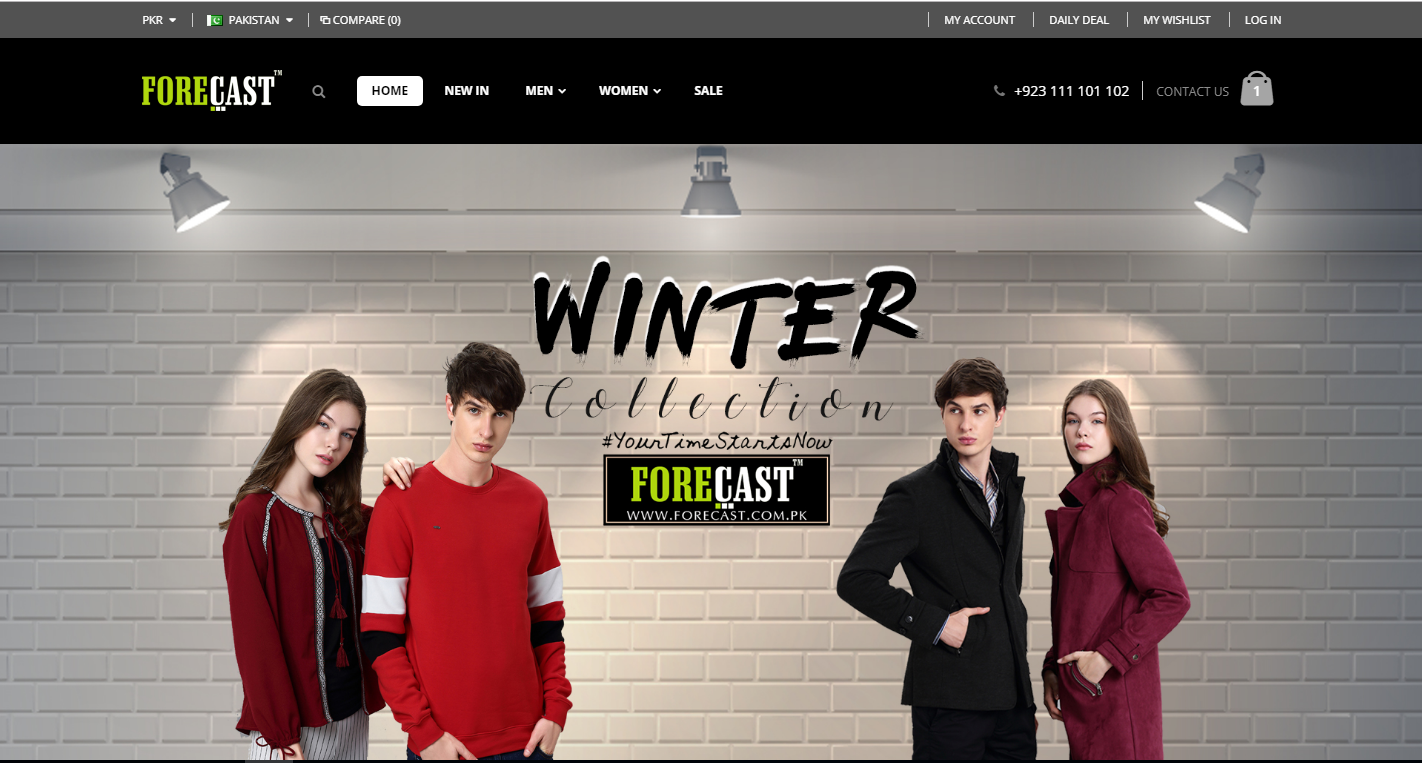 PKR PAKISTAN COMPARE (0) MY ACCOUNT DAILY DEAL MY WISHLIST LOG IN
FORECAST™ HOME NEW IN MEN WOMEN SALE +923 111 101 102 CONTACT US 1
WINTER
Collection
#YourTimeStartsNow
FORECAST™
WWW.FORECAST.COM.PK